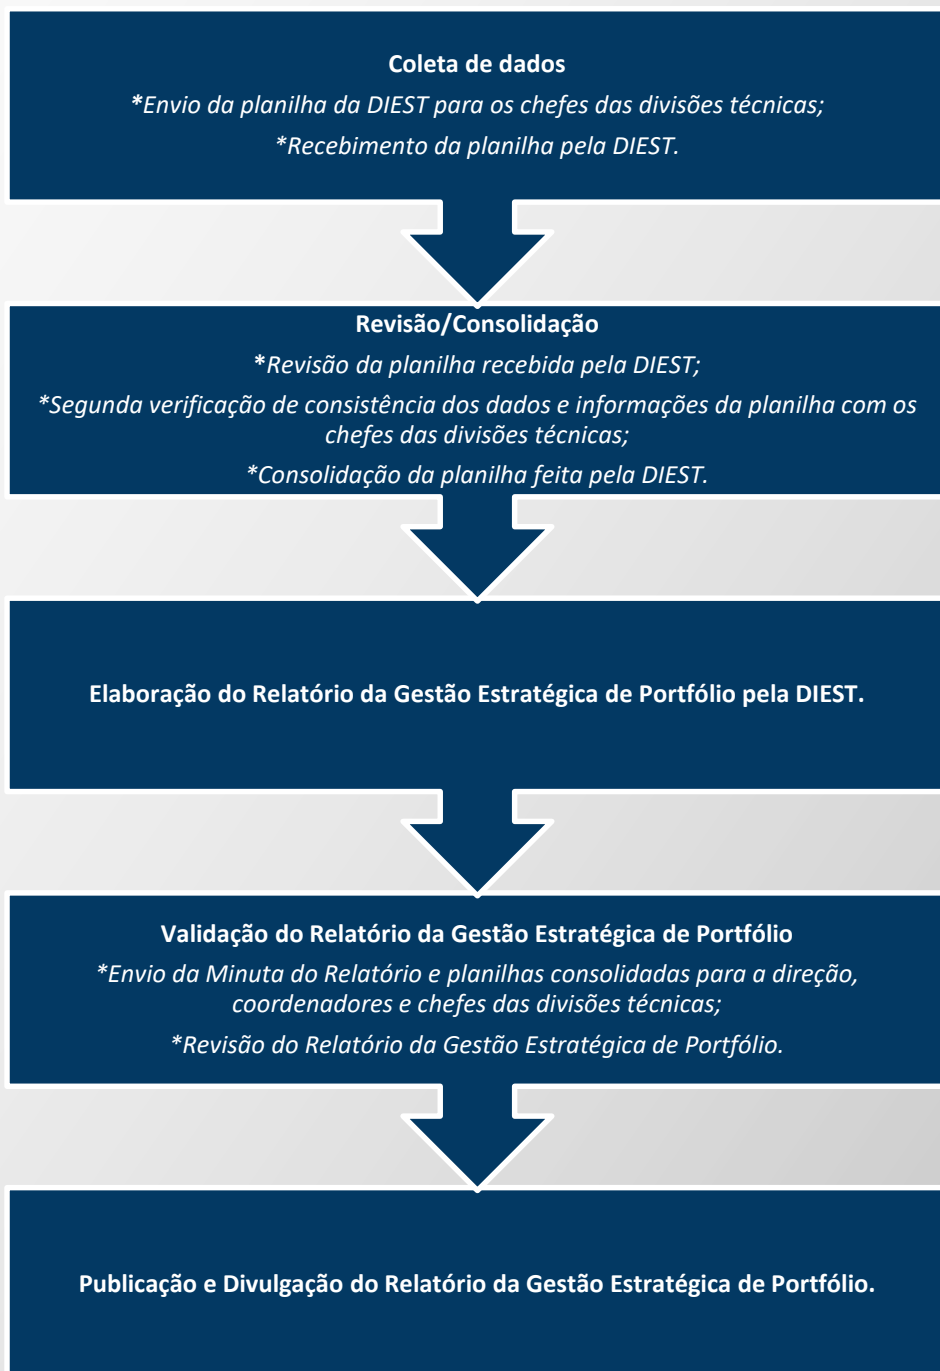 Coleta de dados
*Envio da planilha da DIEST para os chefes das divisões técnicas;
*Recebimento da planilha pela DIEST.
Revisão/Consolidação
*Revisão da planilha recebida pela DIEST;
*Segunda verificação de consistência dos dados e informações da planilha com os
chefes das divisões técnicas;
*Consolidação da planilha feita pela DIEST.
Elaboração do Relatório da Gestão Estratégica de Portfólio pela DIEST.
Validação do Relatório da Gestão Estratégica de Portfólio
*Envio da Minuta do Relatório e planilhas consolidadas para a direção,
coordenadores e chefes das divisões técnicas;
*Revisão do Relatório da Gestão Estratégica de Portfólio.
Publicação e Divulgação do Relatório da Gestão Estratégica de Portfólio.